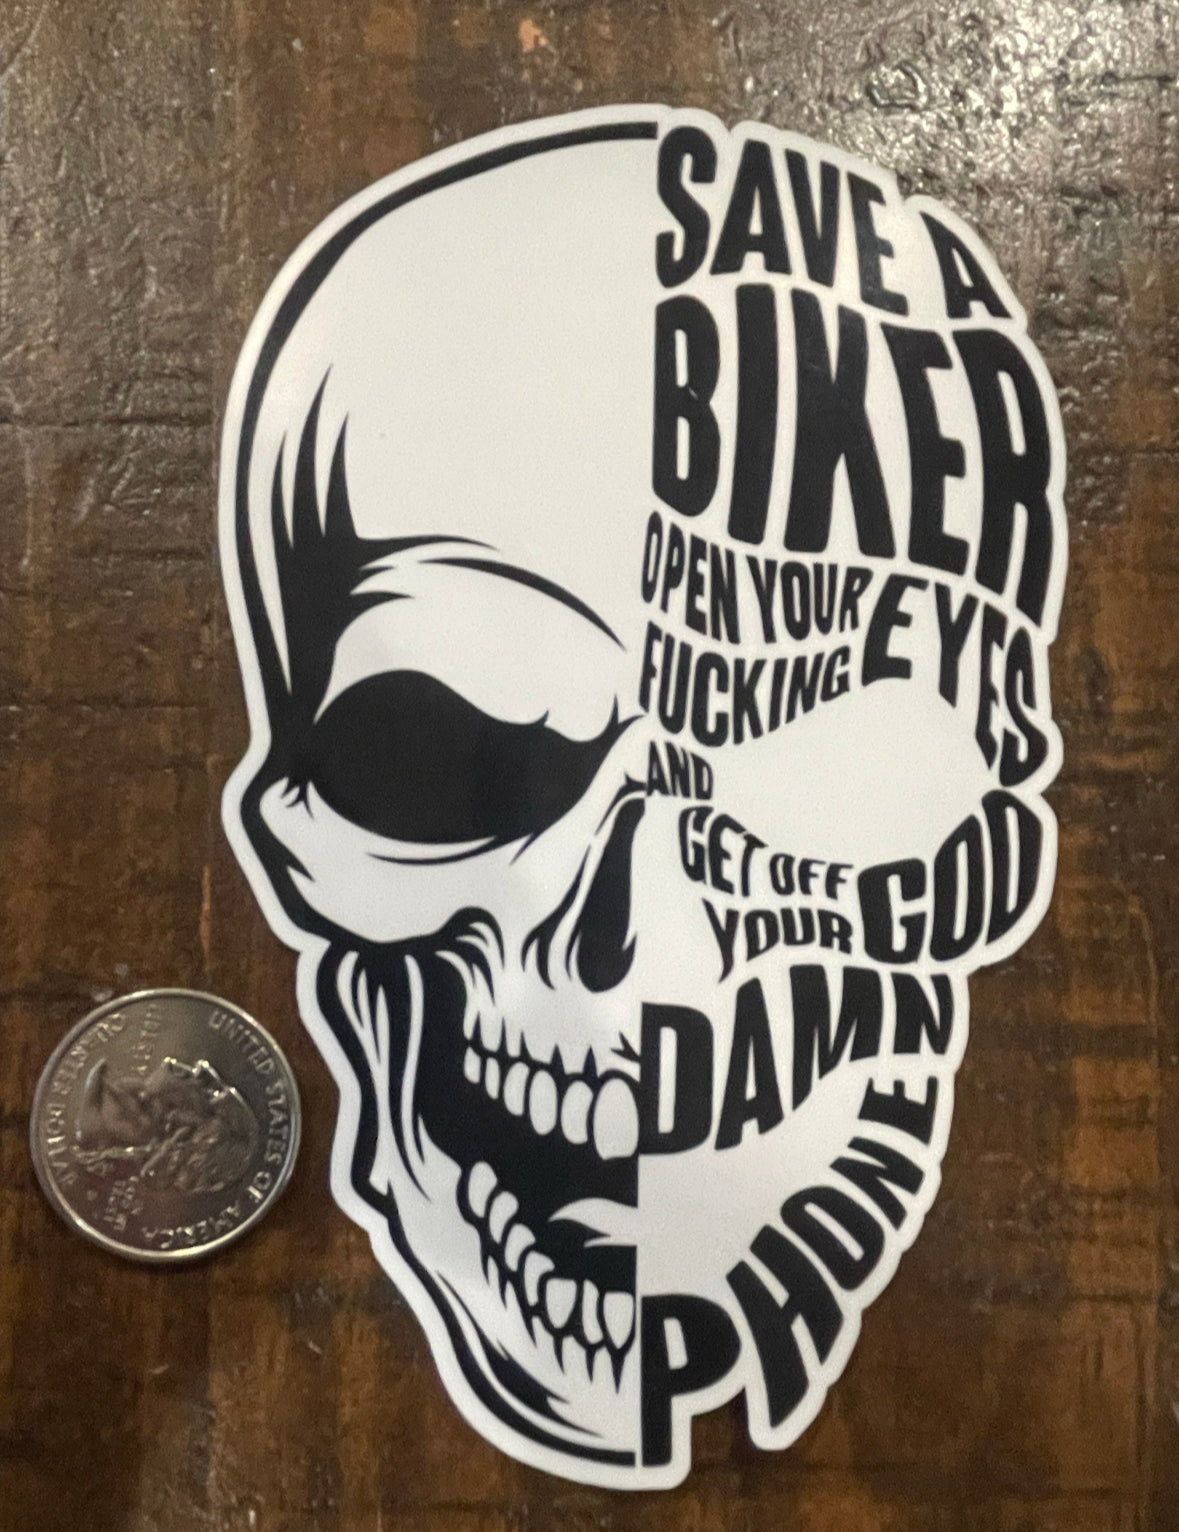 SAVE A
BIKER
OPEN YOUR EYES
FUCKING
AND
GET OFF
YOUR GOD
DAMN
PHONE
UNITED STATES OF AMERICA
LIBERTY
QUARTER DOLLAR